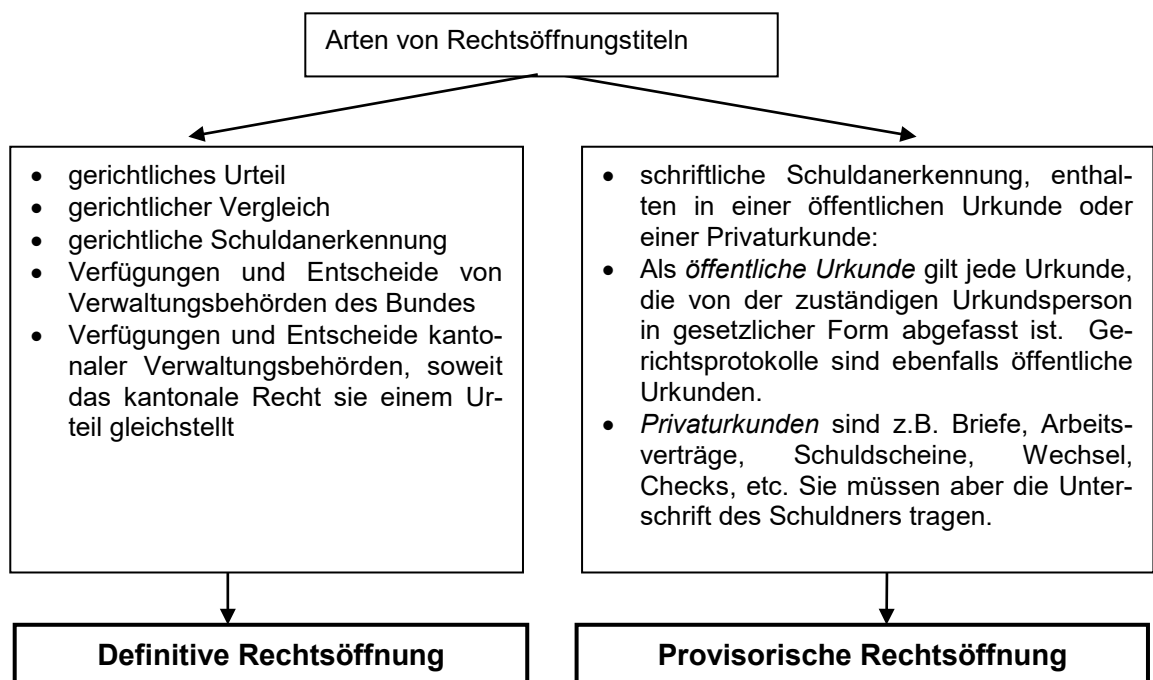 Arten von Rechtsöffnungstiteln
• gerichtliches Urteil
• gerichtlicher Vergleich
• gerichtliche Schuldanerkennung
• Verfügungen und Entscheide von
Verwaltungsbehörden des Bundes
• Verfügungen und Entscheide kanto-
naler Verwaltungsbehörden, soweit
das kantonale Recht sie einem Ur-
teil gleichstellt
• schriftliche Schuldanerkennung, enthal-
ten in einer öffentlichen Urkunde oder
einer Privaturkunde:
• Als öffentliche Urkunde gilt jede Urkunde,
die von der zuständigen Urkundsperson
in gesetzlicher Form abgefasst ist. Ge-
richtsprotokolle sind ebenfalls öffentliche
Urkunden.
• Privaturkunden sind z.B. Briefe, Arbeits-
verträge, Schuldscheine, Wechsel,
Checks, etc. Sie müssen aber die Unter-
schrift des Schuldners tragen.
Definitive Rechtsöffnung
Provisorische Rechtsöffnung